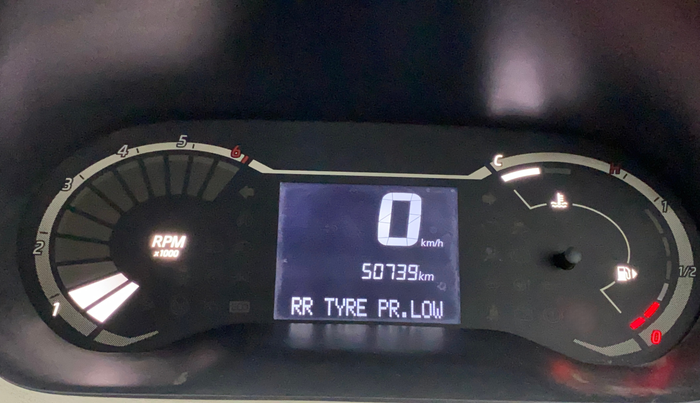 1
2
3
4
5
6
RPM
x1000
0 km/h
50739km
RR TYRE PR.LOW
C
H
1
1/2
0